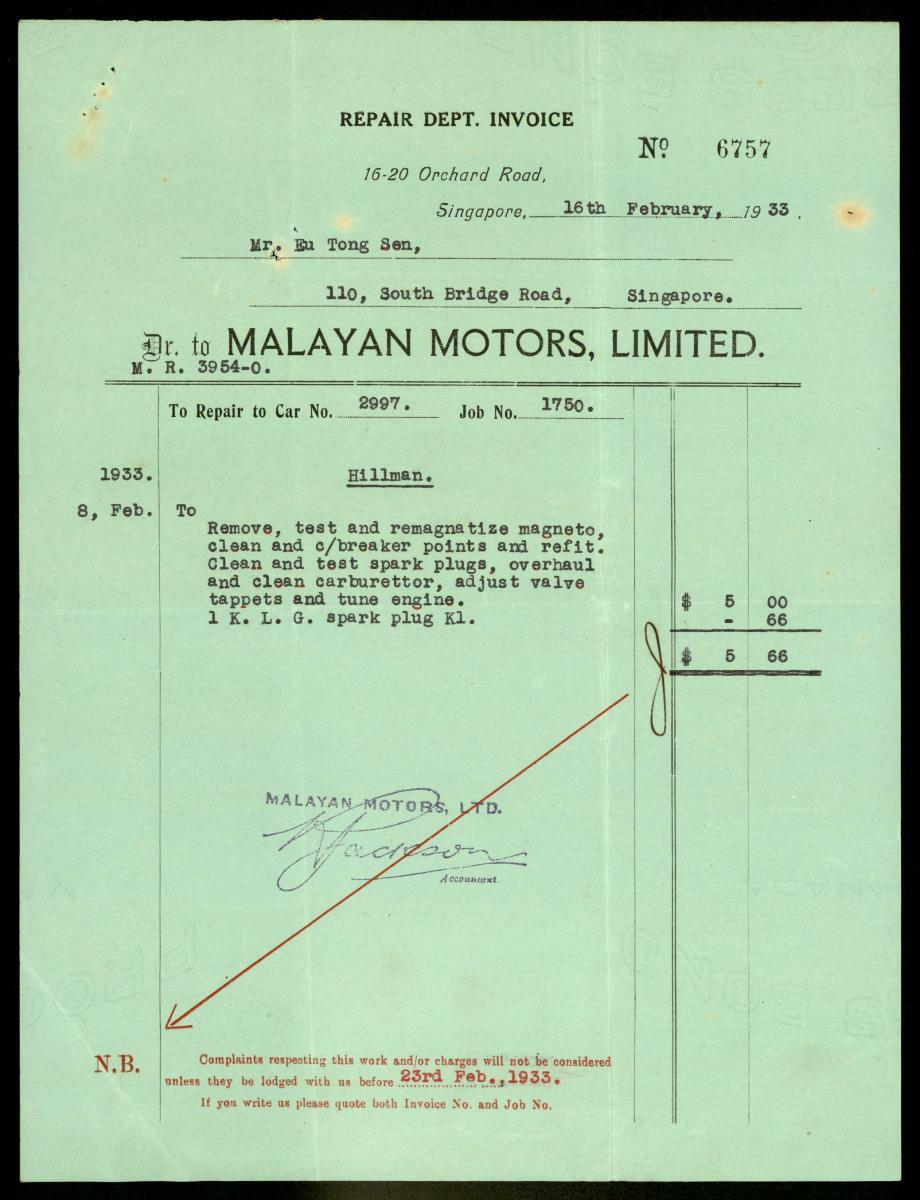 REPAIR DEPT. INVOICE
Nº 6757
16-20 Orchard Road,
Singapore, 16th February, 1933.
Mr. Eu Tong Sen,
110, South Bridge Road, Singapore.
Dr. to MALAYAN MOTORS, LIMITED.
M. R. 3954-O.
To Repair to Car No. 2997. Job No. 1750.
1933. Hillman.
8, Feb. To
Remove, test and remagnatize magneto,
clean and c/breaker points and refit.
Clean and test spark plugs, overhaul
and clean carburettor, adjust valve
tappets and tune engine. $ 5 00
1 K. L. G. spark plug K1. - 66
$ 5 66
MALAYAN MOTORS, LTD.
Jackson
Accountant.
N.B. Complaints respecting this work and/or charges will not be considered
unless they be lodged with us before 23rd Feb., 1933.
If you write us please quote both Invoice No. and Job No.